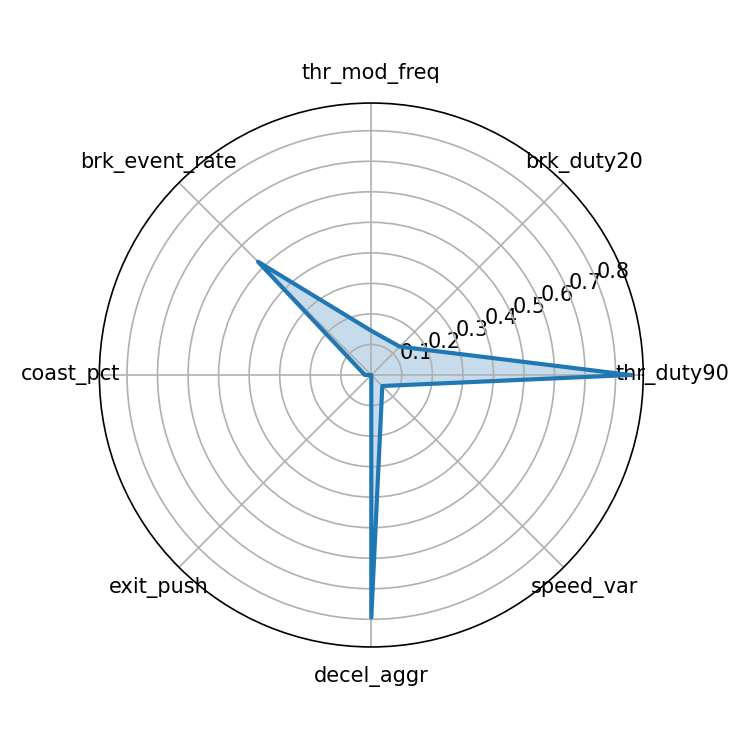 thr_mod_freq
brk_event_rate
brk_duty20
0.8
0.7
0.6
0.5
0.4
0.3
0.2
0.1
coast_pct
thr_duty90
exit_push
speed_var
decel_aggr